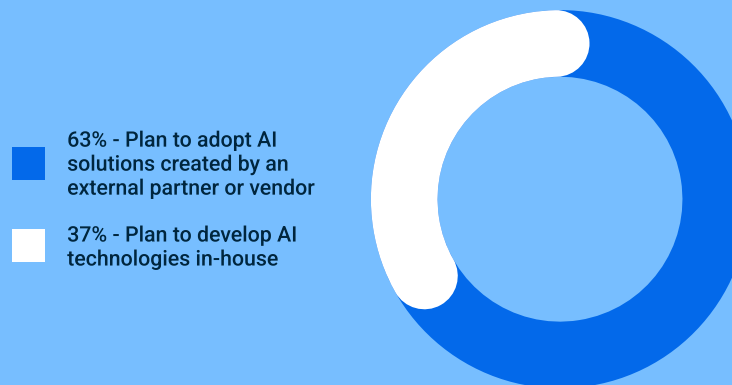 63% - Plan to adopt AI
solutions created by an
external partner or vendor
37% - Plan to develop AI
technologies in-house